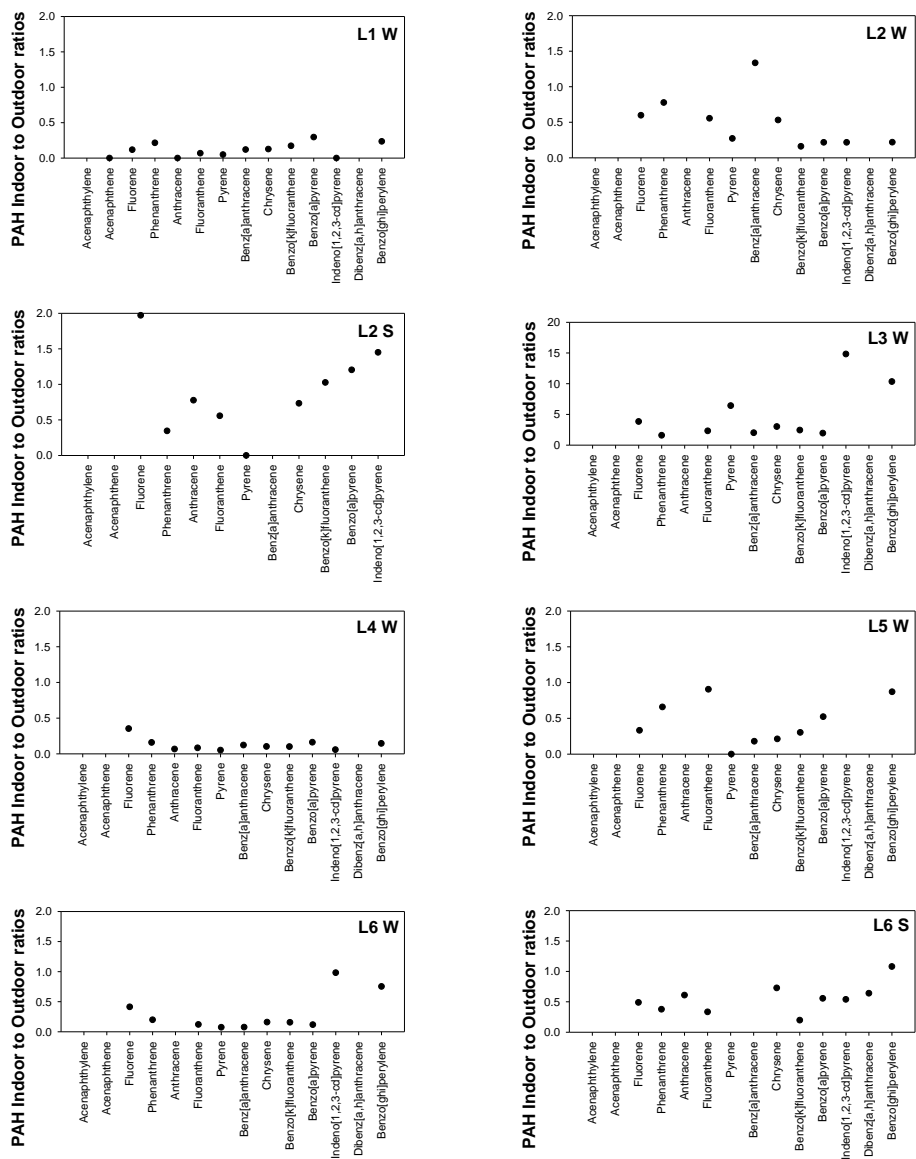 PAH Indoor to Outdoor ratios
2.0
1.5
1.0
0.5
0.0
L1 W
Acenaphthylene
Acenaphthene
Fluorene
Phenanthrene
Anthracene
Fluoranthene
Pyrene
Benz[a]anthracene
Chrysene
Benzo[k]fluoranthene
Benzo[a]pyrene
Indeno[1,2,3-cd]pyrene
Dibenz[a,h]anthracene
Benzo[ghi]perylene
PAH Indoor to Outdoor ratios
2.0
1.5
1.0
0.5
0.0
L2 W
Acenaphthylene
Acenaphthene
Fluorene
Phenanthrene
Anthracene
Fluoranthene
Pyrene
Benz[a]anthracene
Chrysene
Benzo[k]fluoranthene
Benzo[a]pyrene
Indeno[1,2,3-cd]pyrene
Dibenz[a,h]anthracene
Benzo[ghi]perylene
PAH Indoor to Outdoor ratios
2.0
1.5
1.0
0.5
0.0
L2 S
Acenaphthylene
Acenaphthene
Fluorene
Phenanthrene
Anthracene
Fluoranthene
Pyrene
Benz[a]anthracene
Chrysene
Benzo[k]fluoranthene
Benzo[a]pyrene
Indeno[1,2,3-cd]pyrene
PAH Indoor to Outdoor ratios
20
15
10
5
0
L3 W
Acenaphthylene
Acenaphthene
Fluorene
Phenanthrene
Anthracene
Fluoranthene
Pyrene
Benz[a]anthracene
Chrysene
Benzo[k]fluoranthene
Benzo[a]pyrene
Indeno[1,2,3-cd]pyrene
Dibenz[a,h]anthracene
Benzo[ghi]perylene
PAH Indoor to Outdoor ratios
2.0
1.5
1.0
0.5
0.0
L4 W
Acenaphthylene
Acenaphthene
Fluorene
Phenanthrene
Anthracene
Fluoranthene
Pyrene
Benz[a]anthracene
Chrysene
Benzo[k]fluoranthene
Benzo[a]pyrene
Indeno[1,2,3-cd]pyrene
Dibenz[a,h]anthracene
Benzo[ghi]perylene
PAH Indoor to Outdoor ratios
2.0
1.5
1.0
0.5
0.0
L5 W
Acenaphthylene
Acenaphthene
Fluorene
Phenanthrene
Anthracene
Fluoranthene
Pyrene
Benz[a]anthracene
Chrysene
Benzo[k]fluoranthene
Benzo[a]pyrene
Indeno[1,2,3-cd]pyrene
Dibenz[a,h]anthracene
Benzo[ghi]perylene
PAH Indoor to Outdoor ratios
2.0
1.5
1.0
0.5
0.0
L6 W
Acenaphthylene
Acenaphthene
Fluorene
Phenanthrene
Anthracene
Fluoranthene
Pyrene
Benz[a]anthracene
Chrysene
Benzo[k]fluoranthene
Benzo[a]pyrene
Indeno[1,2,3-cd]pyrene
Dibenz[a,h]anthracene
Benzo[ghi]perylene
PAH Indoor to Outdoor ratios
2.0
1.5
1.0
0.5
0.0
L6 S
Acenaphthylene
Acenaphthene
Fluorene
Phenanthrene
Anthracene
Fluoranthene
Pyrene
Benz[a]anthracene
Chrysene
Benzo[k]fluoranthene
Benzo[a]pyrene
Indeno[1,2,3-cd]pyrene
Dibenz[a,h]anthracene
Benzo[ghi]perylene